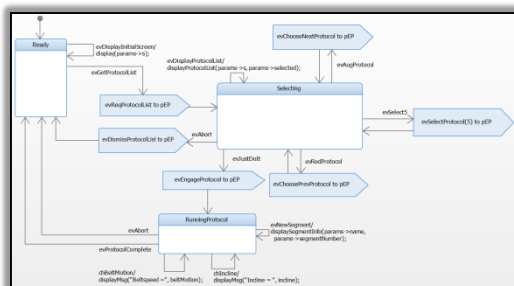 evChooseNextProtocol to pEP
Ready
evDisplayInitialScreen/
display(params->s);
evDisplayProtocolList/
displayProtocolList(params->s, params->selected);
evAugProtocol
evGetProtocolList
Selecting
evReqProtocolList to pEP
evSelect5
evSelectProtocol(5) to pEP
evDismissProtocolList to pEP
evAbort
evJustDoIt
evRedProtocol
evEngageProtocol to pEP
evChoosePrevProtocol to pEP
RunningProtocol
evNewSegment/
displaySegmentInfo(params->name,
params->segmentNumber);
evAbort
evProtocolComplete
chBeltMotion/
displayMsg("Beltspeed =", beltMotion);
chIncline/
displayMsg("Incline = ", incline);